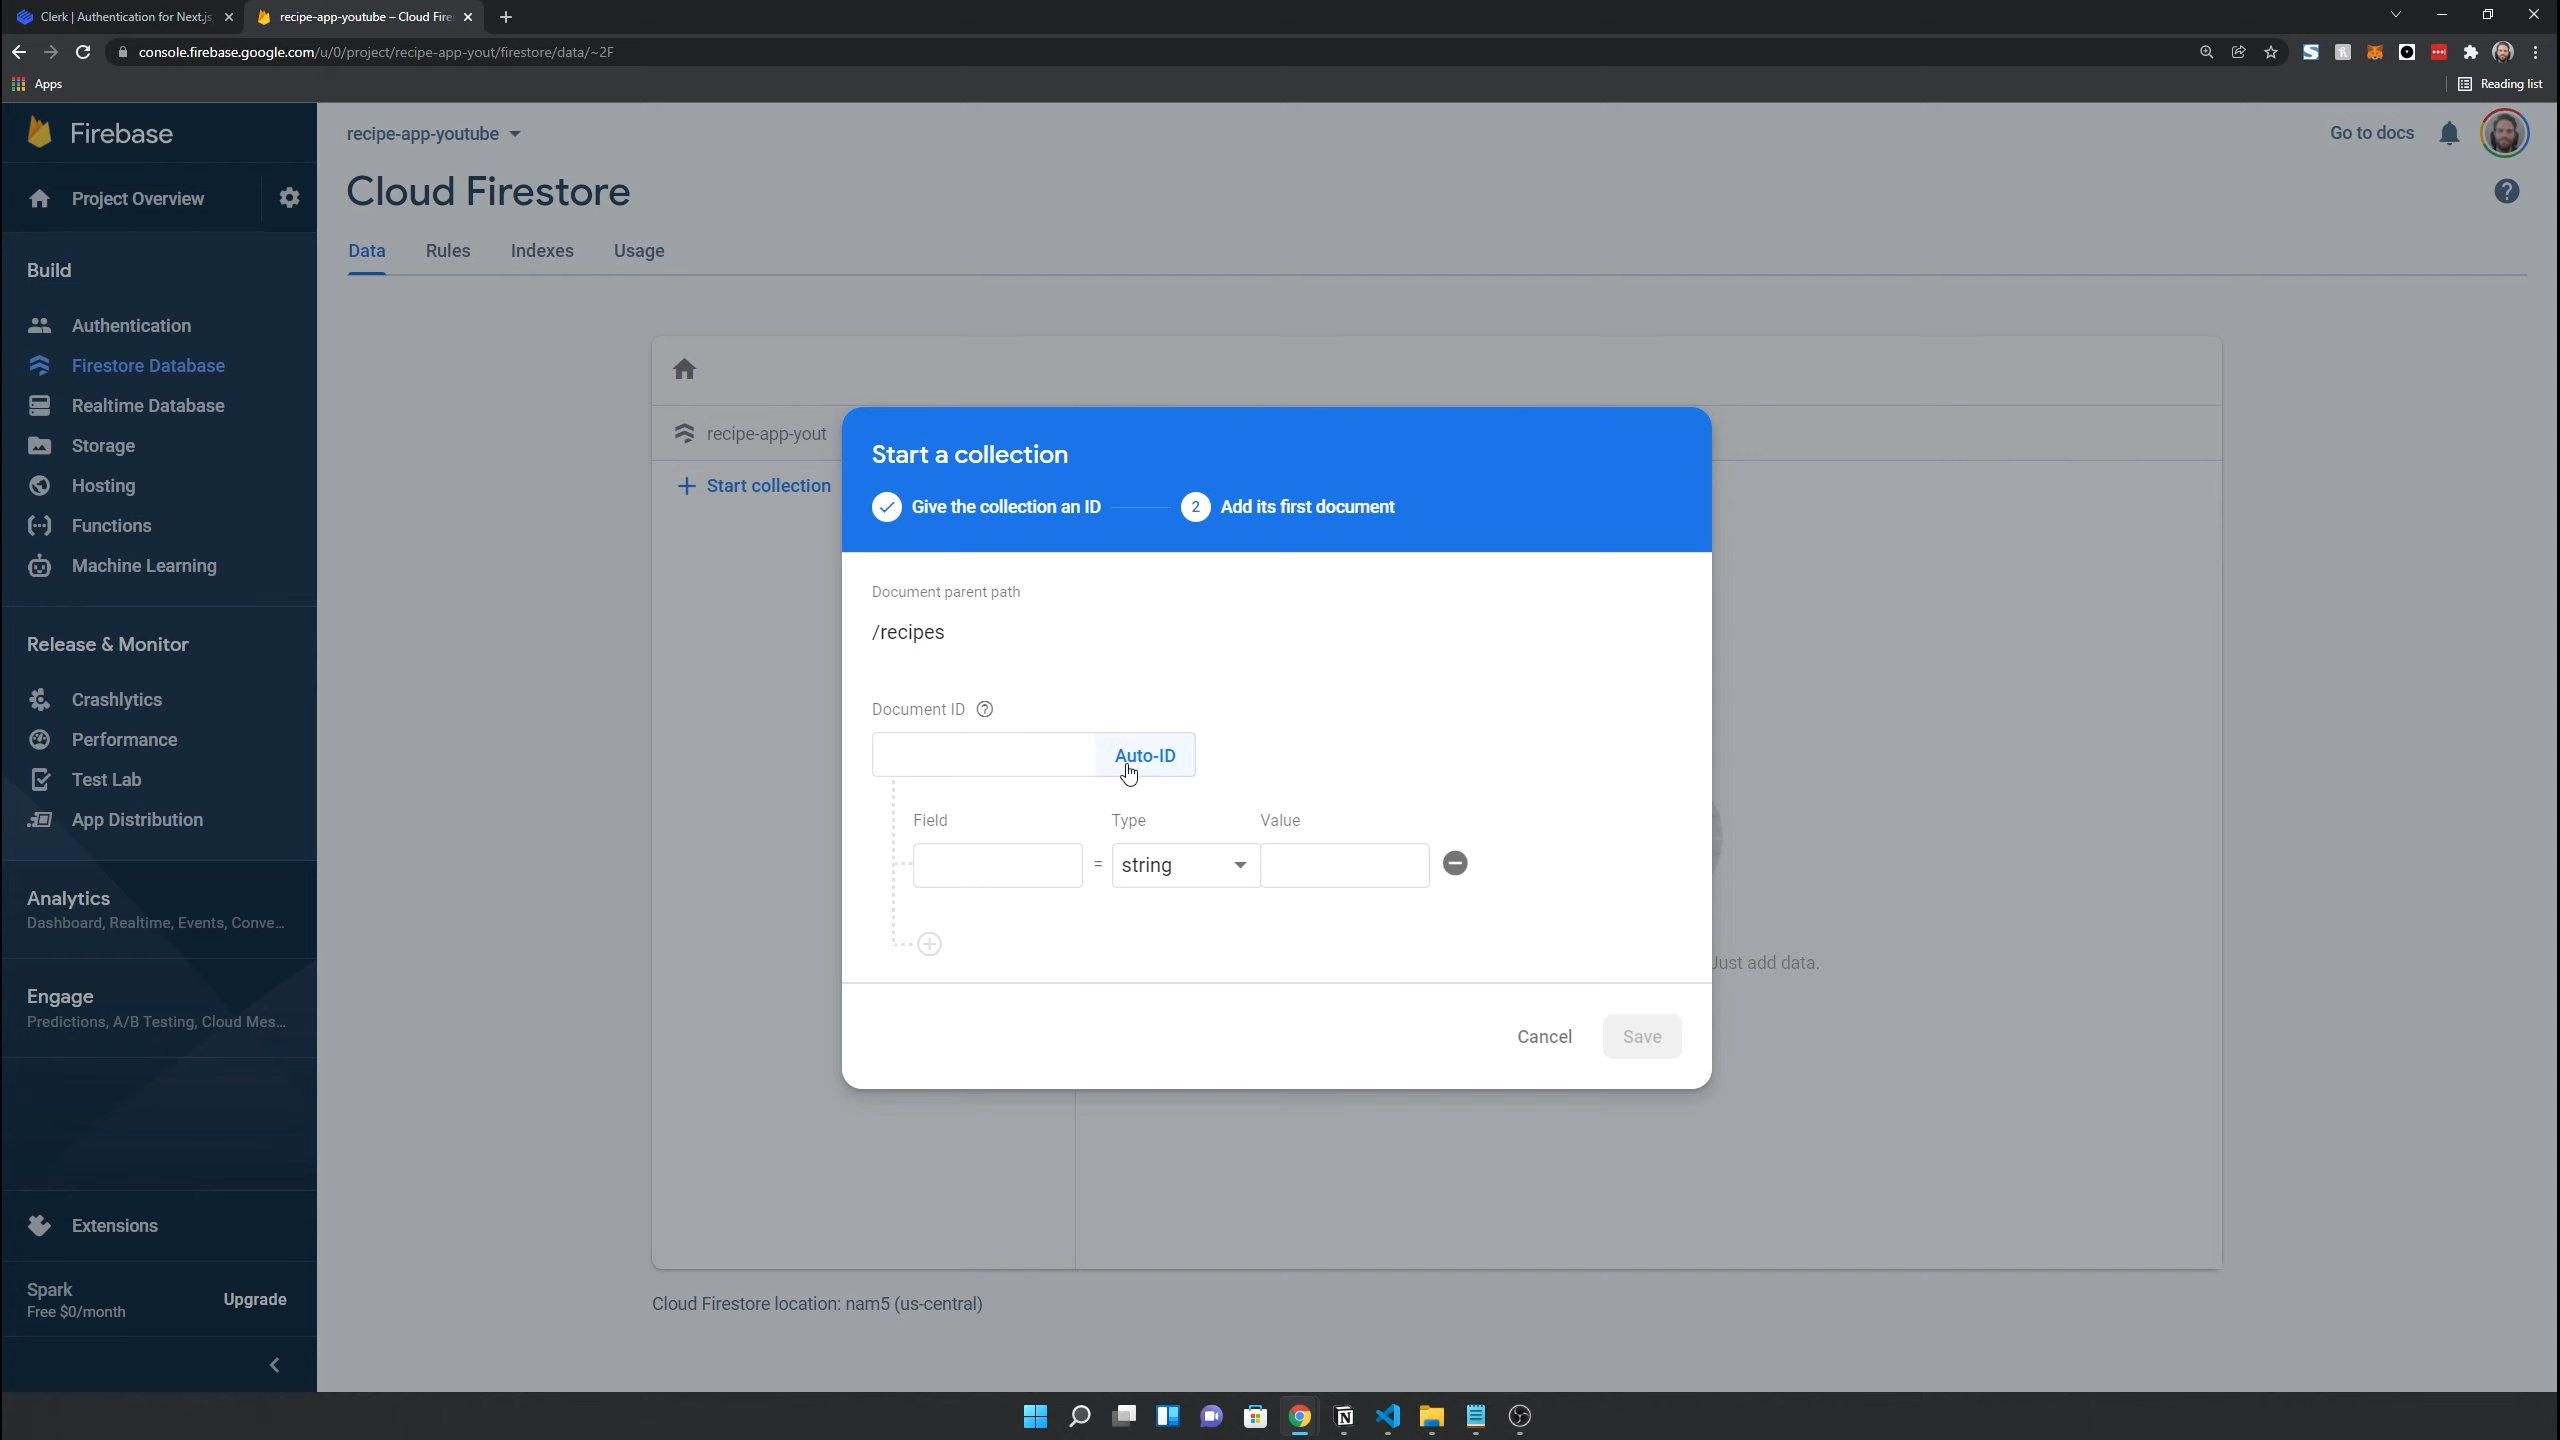 Clerk | Authentication for Next.js
recipe-app-youtube – Cloud Fire
console.firebase.google.com/u/0/project/recipe-app-yout/firestore/data/~2F
Apps
Reading list
Firebase
recipe-app-youtube
Go to docs
Project Overview
Cloud Firestore
Data
Rules
Indexes
Usage
Build
Authentication
Firestore Database
Realtime Database
Storage
Hosting
Functions
Machine Learning
recipe-app-yout
Start collection
Start a collection
Give the collection an ID
2
Add its first document
Document parent path
/recipes
Document ID
Auto-ID
Field
Type
Value
=
string
Just add data.
Cancel
Save
Release & Monitor
Crashlytics
Performance
Test Lab
App Distribution
Analytics
Dashboard, Realtime, Events, Conve...
Engage
Predictions, A/B Testing, Cloud Mes...
Extensions
Spark
Free $0/month
Upgrade
Cloud Firestore location: nam5 (us-central)